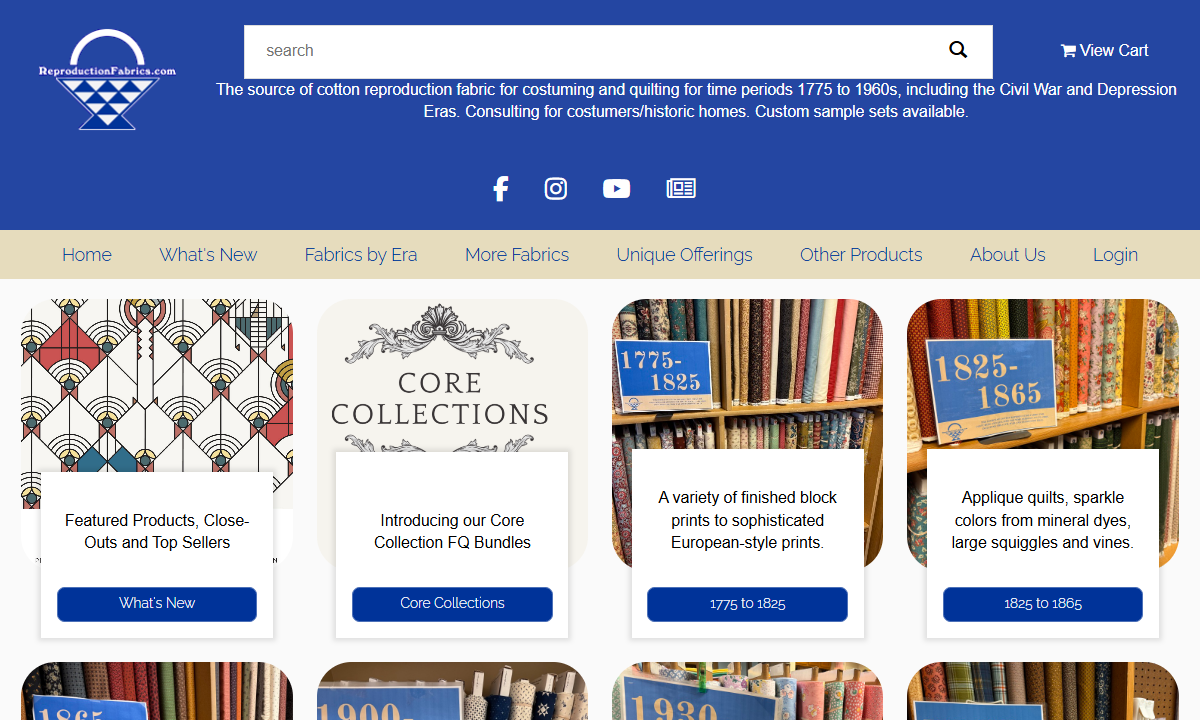 ReproductionFabrics.com
search
View Cart
The source of cotton reproduction fabric for costuming and quilting for time periods 1775 to 1960s, including the Civil War and Depression
Eras. Consulting for costumers/historic homes. Custom sample sets available.
Home What's New Fabrics by Era More Fabrics Unique Offerings Other Products About Us Login
CORE
COLLECTIONS
1775-
1825
1825-
1865
Featured Products, Close-
Outs and Top Sellers
Introducing our Core
Collection FQ Bundles
A variety of finished block
prints to sophisticated
European-style prints.
Applique quilts, sparkle
colors from mineral dyes,
large squiggles and vines.
What's New
Core Collections
1775 to 1825
1825 to 1865
1865
1900-
1930